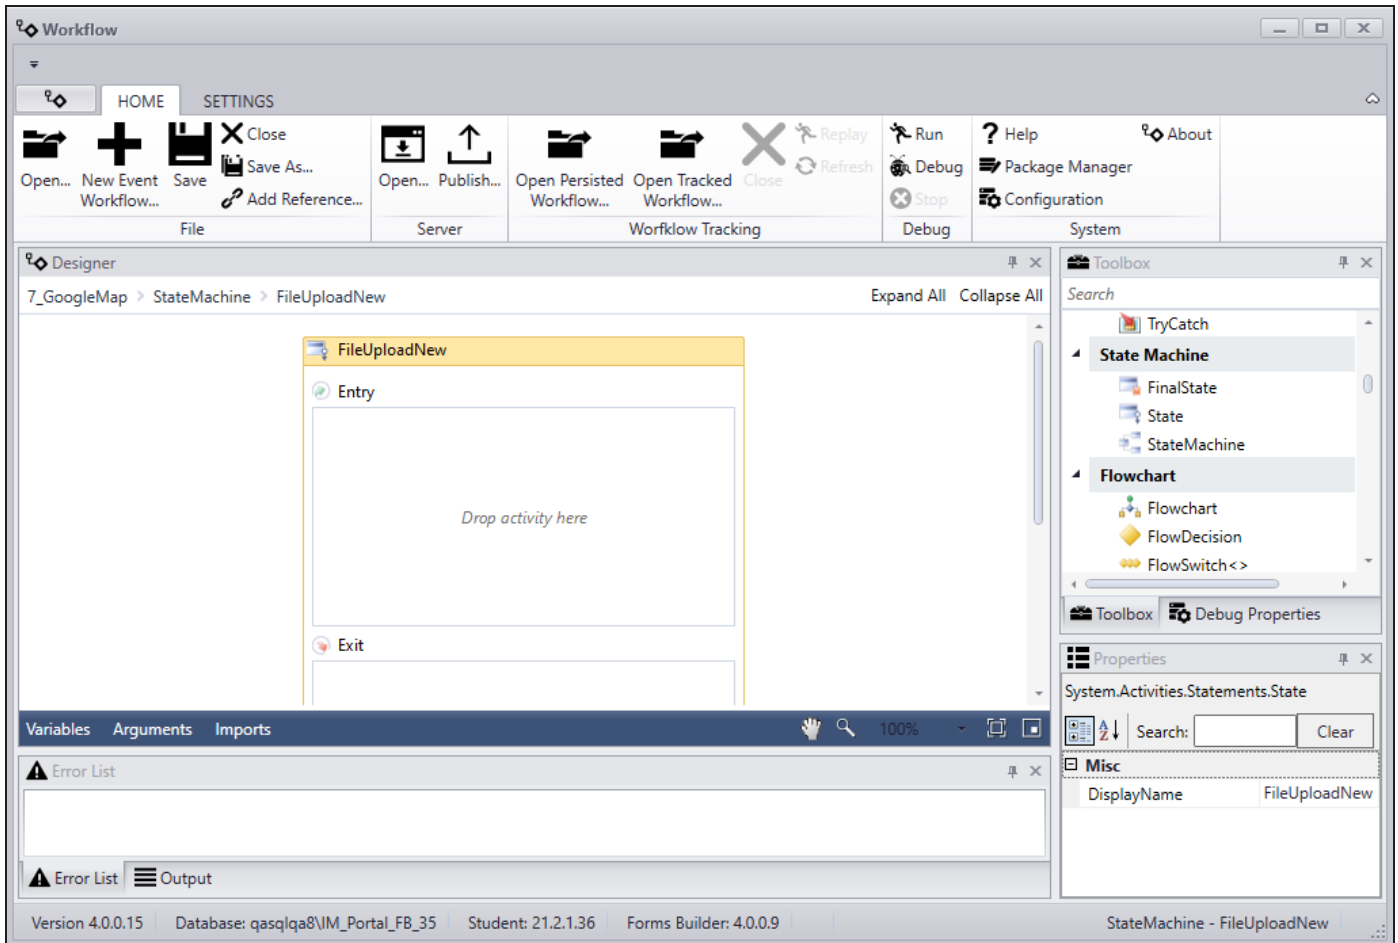 Workflow
HOME SETTINGS
Open... New Event Workflow... Save Close Save As... Add Reference...
File
Open... Publish...
Server
Open Persisted Workflow... Open Tracked Workflow... Close Replay Refresh
Worfklow Tracking
Run Debug Stop
Debug
? Help About Package Manager Configuration
System
Designer
7_GoogleMap > StateMachine > FileUploadNew Expand All Collapse All
FileUploadNew
Entry
Drop activity here
Exit
Variables Arguments Imports 100%
Error List
Error List Output
Toolbox
Search
TryCatch
State Machine
FinalState
State
StateMachine
Flowchart
Flowchart
FlowDecision
FlowSwitch<>
Toolbox Debug Properties
Properties
System.Activities.Statements.State
A Z Search: Clear
Misc
DisplayName FileUploadNew
Version 4.0.0.15 Database: qasqlqa8\IM_Portal_FB_35 Student: 21.2.1.36 Forms Builder: 4.0.0.9 StateMachine - FileUploadNew